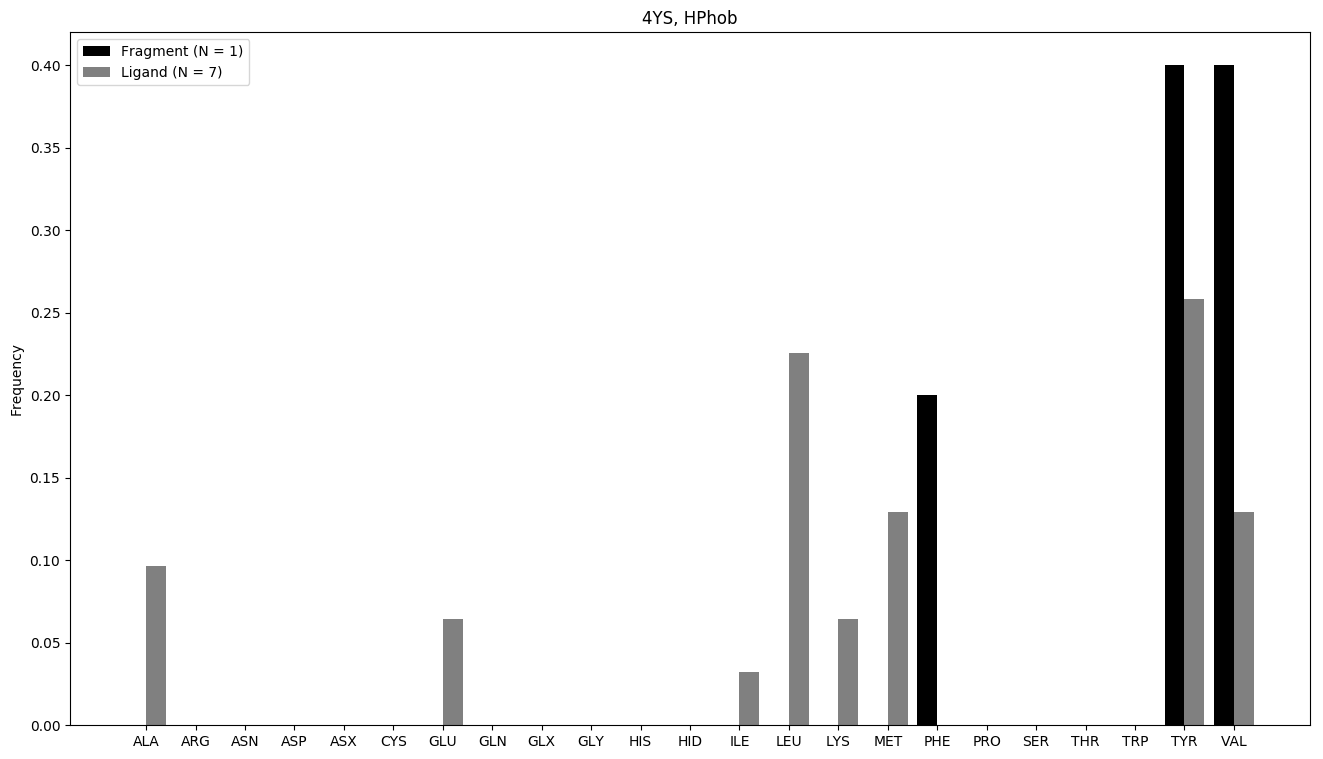 4YS, HPhob
Fragment (N = 1)
Ligand (N = 7)
Frequency
0.40
0.35
0.30
0.25
0.20
0.15
0.10
0.05
0.00
ALA ARG ASN ASP ASX CYS GLU GLN GLX GLY HIS HID ILE LEU LYS MET PHE PRO SER THR TRP TYR VAL